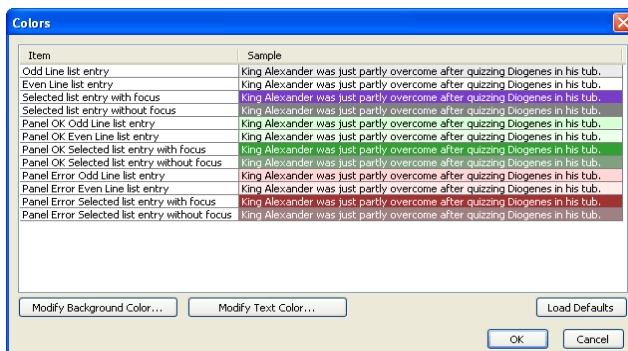 Colors
Item Sample
Odd Line list entry King Alexander was just partly overcome after quizzing Diogenes in his tub.
Even Line list entry King Alexander was just partly overcome after quizzing Diogenes in his tub.
Selected list entry with focus King Alexander was just partly overcome after quizzing Diogenes in his tub.
Selected list entry without focus King Alexander was just partly overcome after quizzing Diogenes in his tub.
Panel OK Odd Line list entry King Alexander was just partly overcome after quizzing Diogenes in his tub.
Panel OK Even Line list entry King Alexander was just partly overcome after quizzing Diogenes in his tub.
Panel OK Selected list entry with focus King Alexander was just partly overcome after quizzing Diogenes in his tub.
Panel OK Selected list entry without focus King Alexander was just partly overcome after quizzing Diogenes in his tub.
Panel Error Odd Line list entry King Alexander was just partly overcome after quizzing Diogenes in his tub.
Panel Error Even Line list entry King Alexander was just partly overcome after quizzing Diogenes in his tub.
Panel Error Selected list entry with focus King Alexander was just partly overcome after quizzing Diogenes in his tub.
Panel Error Selected list entry without focus King Alexander was just partly overcome after quizzing Diogenes in his tub.
Modify Background Color... Modify Text Color... Load Defaults
OK Cancel